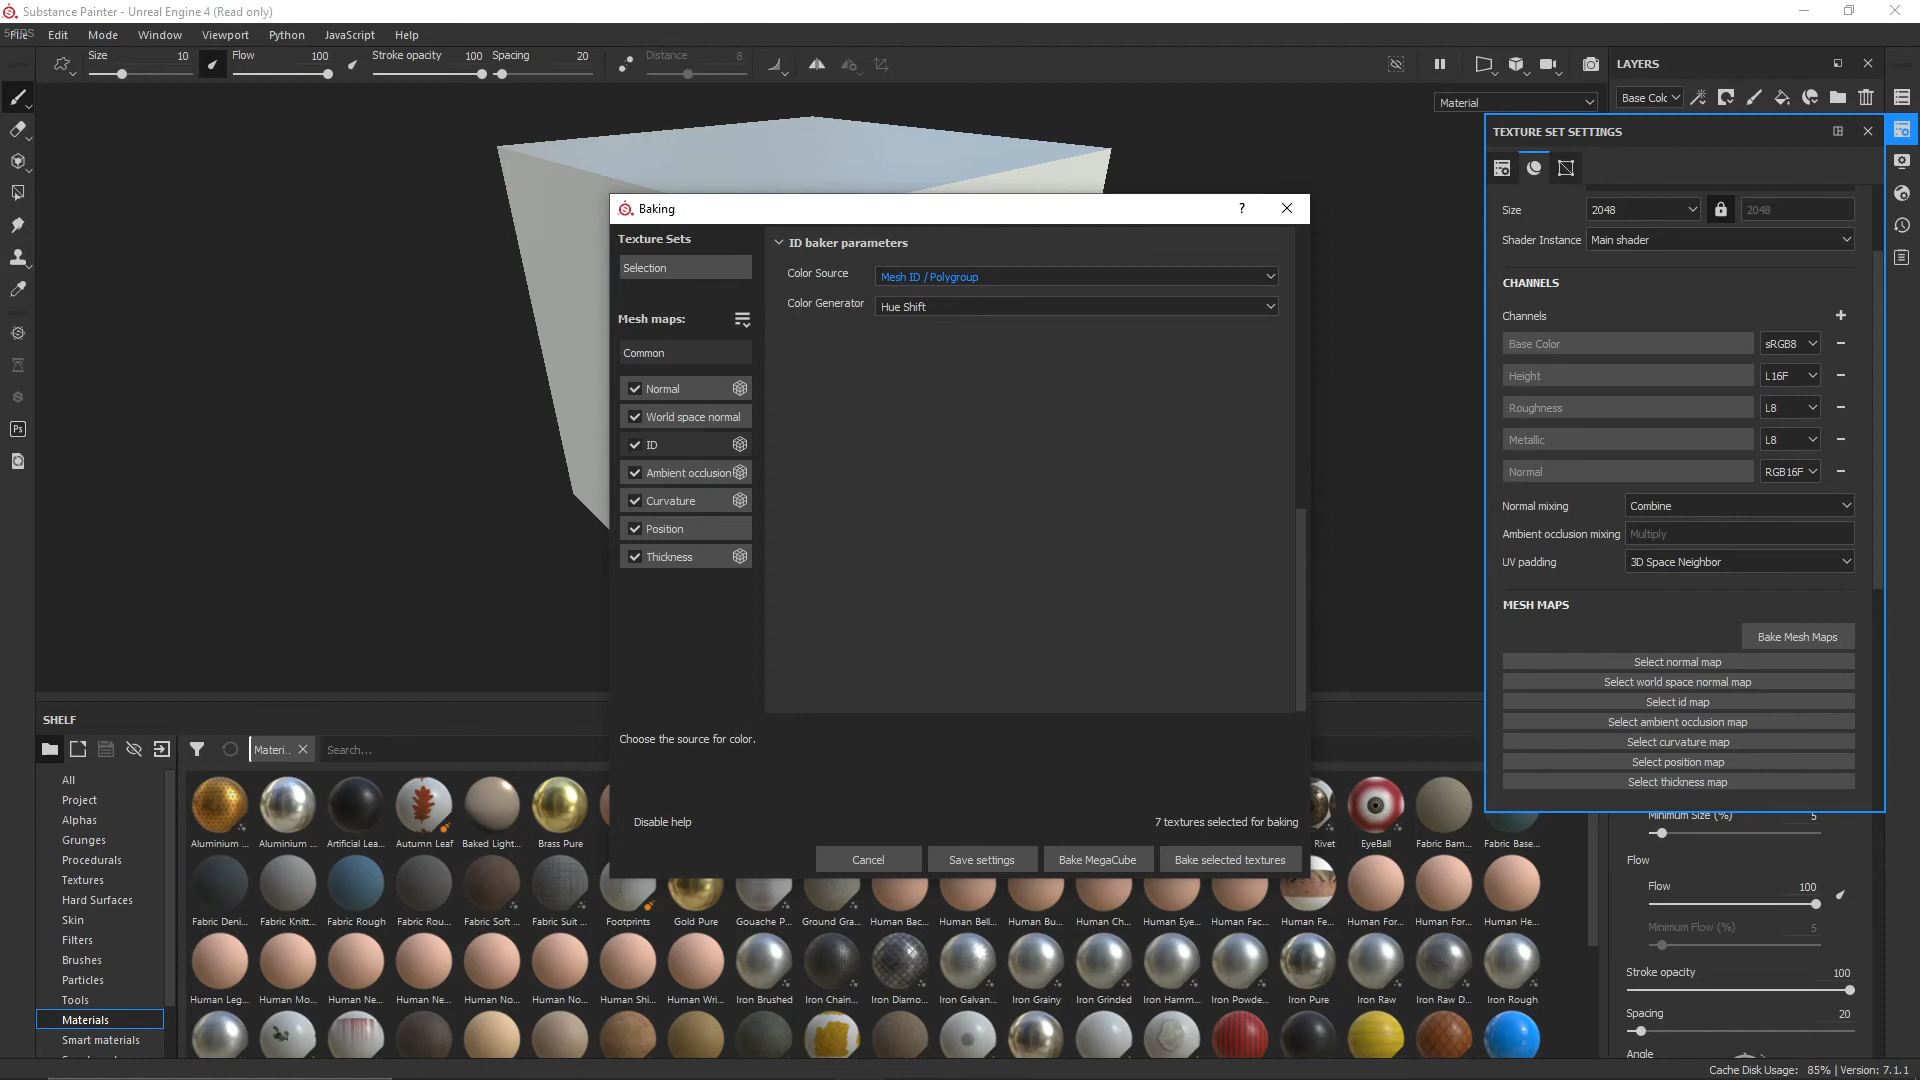 Substance Painter - Unreal Engine 4 (Read only)
File Edit Mode Window Viewport Python JavaScript Help
Size 10 Flow 100 Stroke opacity 100 Spacing 20 Distance 8
LAYERS
Material
Base Colc
TEXTURE SET SETTINGS
Size 2048 2048
Shader Instance Main shader
CHANNELS
Channels
Base Color sRGB8
Height L16F
Roughness L8
Metallic L8
Normal RGB16F
Normal mixing Combine
Ambient occlusion mixing Multiply
UV padding 3D Space Neighbor
MESH MAPS
Bake Mesh Maps
Select normal map
Select world space normal map
Select id map
Select ambient occlusion map
Select curvature map
Select position map
Select thickness map
Minimum Size (%) 5
Flow
Flow 100
Minimum Flow (%) 5
Stroke opacity 100
Spacing 20
Angle
Baking
?
Texture Sets
Selection
Mesh maps:
Common
Normal
World space normal
ID
Ambient occlusion
Curvature
Position
Thickness
ID baker parameters
Color Source Mesh ID / Polygroup
Color Generator Hue Shift
Choose the source for color.
Disable help
7 textures selected for baking
Cancel Save settings Bake MegaCube Bake selected textures
SHELF
Materi.. Search...
All
Project
Alphas
Grunges
Procedurals
Textures
Hard Surfaces
Skin
Filters
Brushes
Particles
Tools
Materials
Smart materials
Aluminium ... Aluminium ... Artificial Lea... Autumn Leaf Baked Light... Brass Pure Rivet EyeBall Fabric Bam... Fabric Base...
Fabric Deni... Fabric Knitt... Fabric Rough Fabric Rou... Fabric Soft ... Fabric Suit ... Footprints Gold Pure Gouache P... Ground Gra... Human Bac... Human Bell... Human Bu... Human Ch... Human Eye... Human Fac... Human Fe... Human For... Human For... Human He...
Human Leg... Human Mo... Human Ne... Human Ne... Human No... Human No... Human Shi... Human Wri... Iron Brushed Iron Chain... Iron Diamo... Iron Galvan... Iron Grainy Iron Grinded Iron Hamm... Iron Powde... Iron Pure Iron Raw Iron Raw D... Iron Rough
Cache Disk Usage: 85% | Version: 7.1.1
Ps